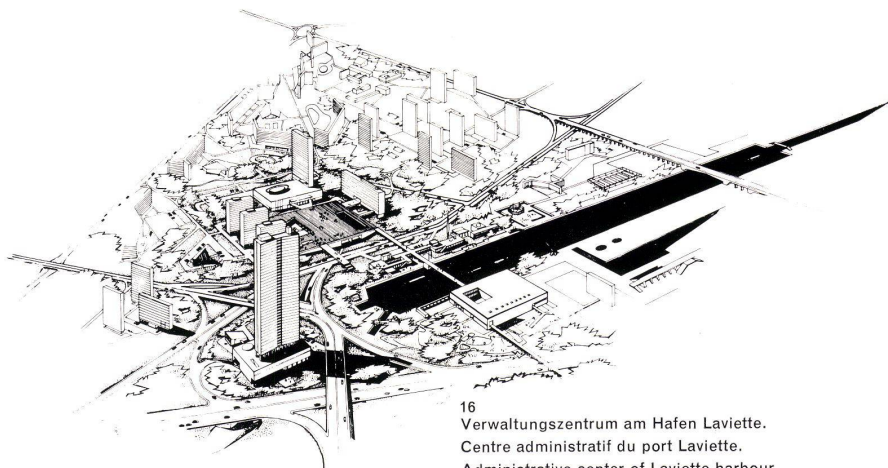 16
Verwaltungszentrum am Hafen Laviette.
Centre administratif du port Laviette.
Administrative center of Laviette harbour.